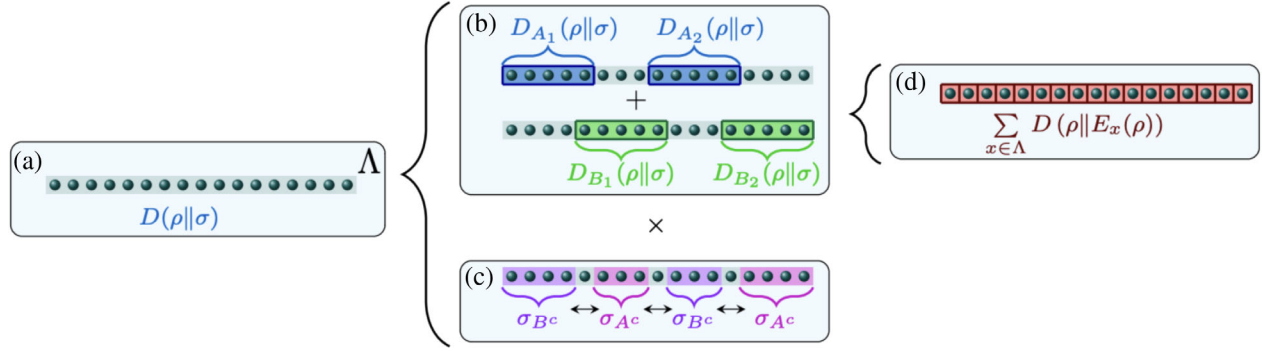 (a)
Λ
D(ρ‖σ)
(b)
D_{A_1}(ρ‖σ) D_{A_2}(ρ‖σ)
+
D_{B_1}(ρ‖σ) D_{B_2}(ρ‖σ)
×
(c)
σ_{B^c} ↔ σ_{A^c} ↔ σ_{B^c} ↔ σ_{A^c}
(d)
∑_{x∈Λ} D(ρ‖E_x(ρ))